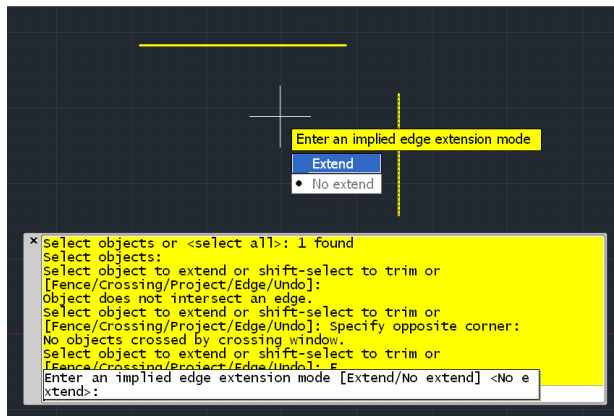 Enter an implied edge extension mode
Extend
No extend
Select objects or <select all>: 1 found
Select objects:
Select object to extend or shift-select to trim or
[Fence/Crossing/Project/Edge/Undo]:
Object does not intersect an edge.
Select object to extend or shift-select to trim or
[Fence/Crossing/Project/Edge/Undo]: Specify opposite corner:
No objects crossed by crossing window.
Select object to extend or shift-select to trim or
[Fence/Crossing/Project/Edge/Undo]: E
Enter an implied edge extension mode [Extend/No extend] <No e
xtend>: